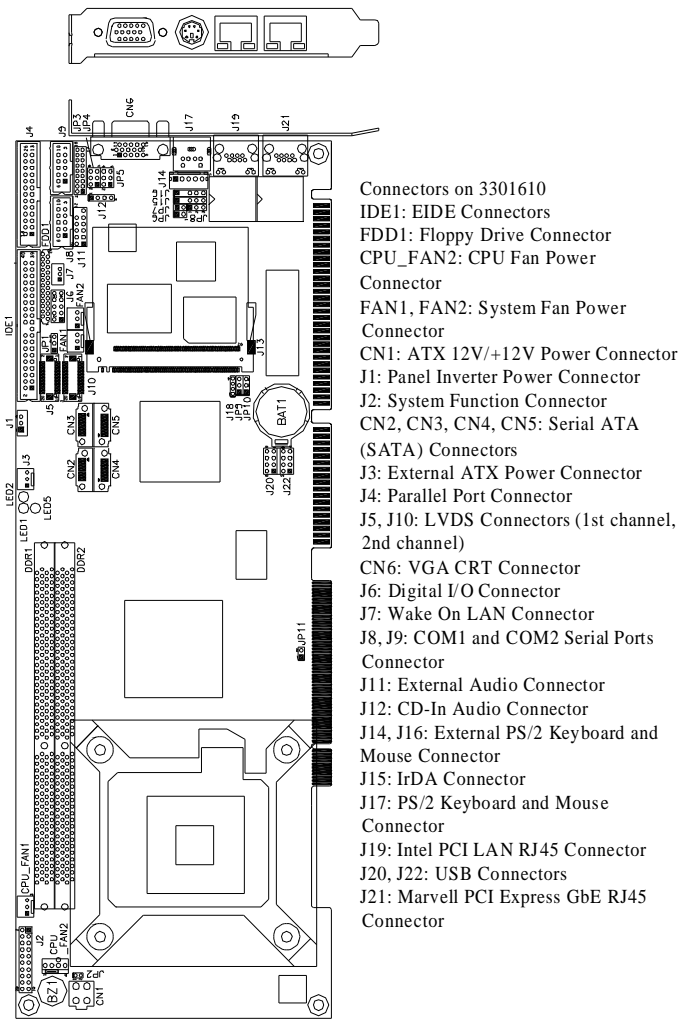 CN6
J4
J9
JP3
JP4
J17
J19
J21
JP5
J14
J12
FDD1
J8
J11
J7
J6
FAN2
IDE1
JP1
FAN1
J13
J5
J10
J18
JP9
JP10
BAT1
J1
CN3
CN5
J3
CN2
CN4
J20
J22
LED2
LED5
LED1
DDR1
DDR2
JP11
CPU_FAN1
J2
CPU
_FAN2
JP2
BZ1
CN1
Connectors on 3301610
IDE1: EIDE Connectors
FDD1: Floppy Drive Connector
CPU_FAN2: CPU Fan Power
Connector
FAN1, FAN2: System Fan Power
Connector
CN1: ATX 12V/+12V Power Connector
J1: Panel Inverter Power Connector
J2: System Function Connector
CN2, CN3, CN4, CN5: Serial ATA
(SATA) Connectors
J3: External ATX Power Connector
J4: Parallel Port Connector
J5, J10: LVDS Connectors (1st channel,
2nd channel)
CN6: VGA CRT Connector
J6: Digital I/O Connector
J7: Wake On LAN Connector
J8, J9: COM1 and COM2 Serial Ports
Connector
J11: External Audio Connector
J12: CD-In Audio Connector
J14, J16: External PS/2 Keyboard and
Mouse Connector
J15: IrDA Connector
J17: PS/2 Keyboard and Mouse
Connector
J19: Intel PCI LAN RJ45 Connector
J20, J22: USB Connectors
J21: Marvell PCI Express GbE RJ45
Connector